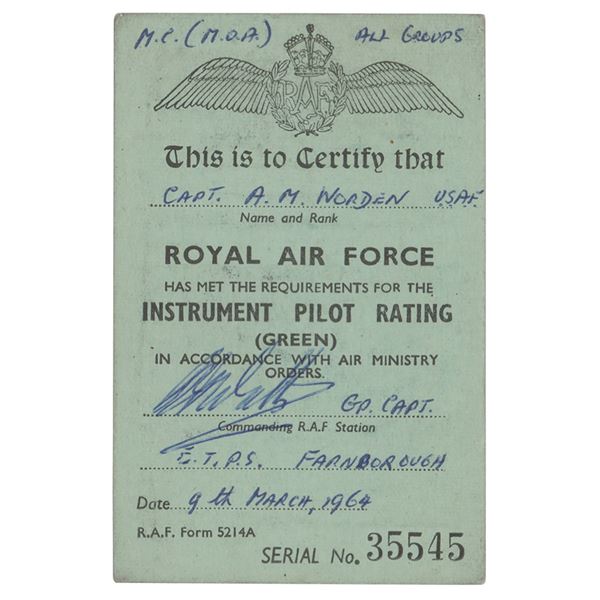 M.C. (M.O.A.) ALL GROUPS
RAF
This is to Certify that
CAPT. A. M. WORDEN USAF
Name and Rank
ROYAL AIR FORCE
HAS MET THE REQUIREMENTS FOR THE
INSTRUMENT PILOT RATING
(GREEN)
IN ACCORDANCE WITH AIR MINISTRY
ORDERS.
GP. CAPT.
Commanding R.A.F Station
E.T.P.S. FARNBOROUGH
Date 9th MARCH, 1964
R.A.F. Form 5214A
SERIAL No. 35545